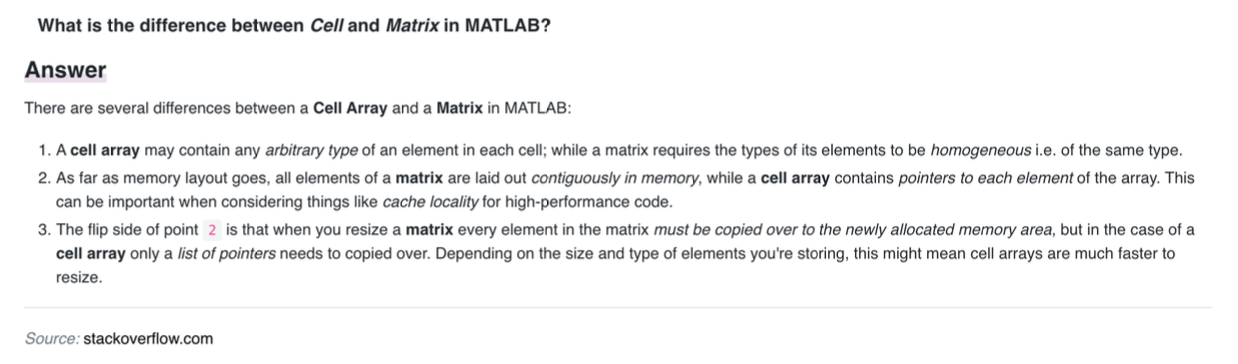 What is the difference between Cell and Matrix in MATLAB?
Answer
There are several differences between a Cell Array and a Matrix in MATLAB:
1. A cell array may contain any arbitrary type of an element in each cell; while a matrix requires the types of its elements to be homogeneous i.e. of the same type.
2. As far as memory layout goes, all elements of a matrix are laid out contiguously in memory, while a cell array contains pointers to each element of the array. This
can be important when considering things like cache locality for high-performance code.
3. The flip side of point 2 is that when you resize a matrix every element in the matrix must be copied over to the newly allocated memory area, but in the case of a
cell array only a list of pointers needs to copied over. Depending on the size and type of elements you're storing, this might mean cell arrays are much faster to
resize.
Source: stackoverflow.com